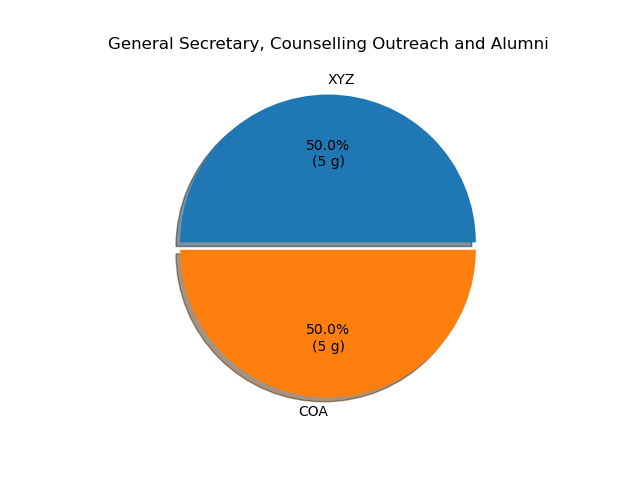 General Secretary, Counselling Outreach and Alumni
XYZ
50.0%
(5 g)
50.0%
(5 g)
COA